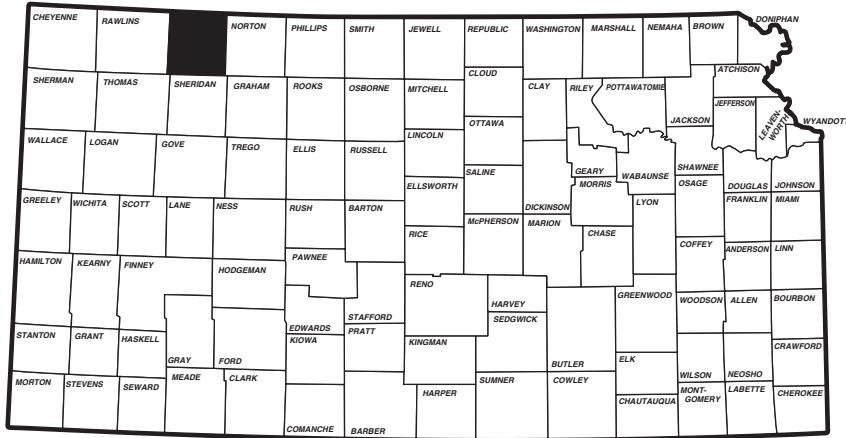 CHEYENNE
RAWLINS
NORTON
PHILLIPS
SMITH
JEWELL
REPUBLIC
WASHINGTON
MARSHALL
NEMAHA
BROWN
DONIPHAN
SHERMAN
THOMAS
SHERIDAN
GRAHAM
ROOKS
OSBORNE
MITCHELL
CLOUD
CLAY
RILEY
POTTAWATOMIE
JACKSON
ATCHISON
JEFFERSON
LEAVEN-
WORTH
WYANDOTT
WALLACE
LOGAN
GOVE
TREGO
ELLIS
RUSSELL
LINCOLN
OTTAWA
SALINE
DICKINSON
GEARY
MORRIS
WABAUNSE
SHAWNEE
OSAGE
DOUGLAS
JOHNSON
GREELEY
WICHITA
SCOTT
LANE
NESS
RUSH
BARTON
ELLSWORTH
RICE
McPHERSON
MARION
CHASE
LYON
FRANKLIN
MIAMI
HAMILTON
KEARNY
FINNEY
HODGEMAN
PAWNEE
STAFFORD
RENO
HARVEY
SEDGWICK
BUTLER
GREENWOOD
COFFEY
ANDERSON
LINN
WOODSON
ALLEN
BOURBON
STANTON
GRANT
HASKELL
GRAY
FORD
EDWARDS
KIOWA
PRATT
KINGMAN
ELK
WILSON
NEOSHO
CRAWFORD
MORTON
STEVENS
SEWARD
MEADE
CLARK
COMANCHE
BARBER
HARPER
SUMNER
COWLEY
CHAUTAUQUA
MONT-
GOMERY
LABETTE
CHEROKEE